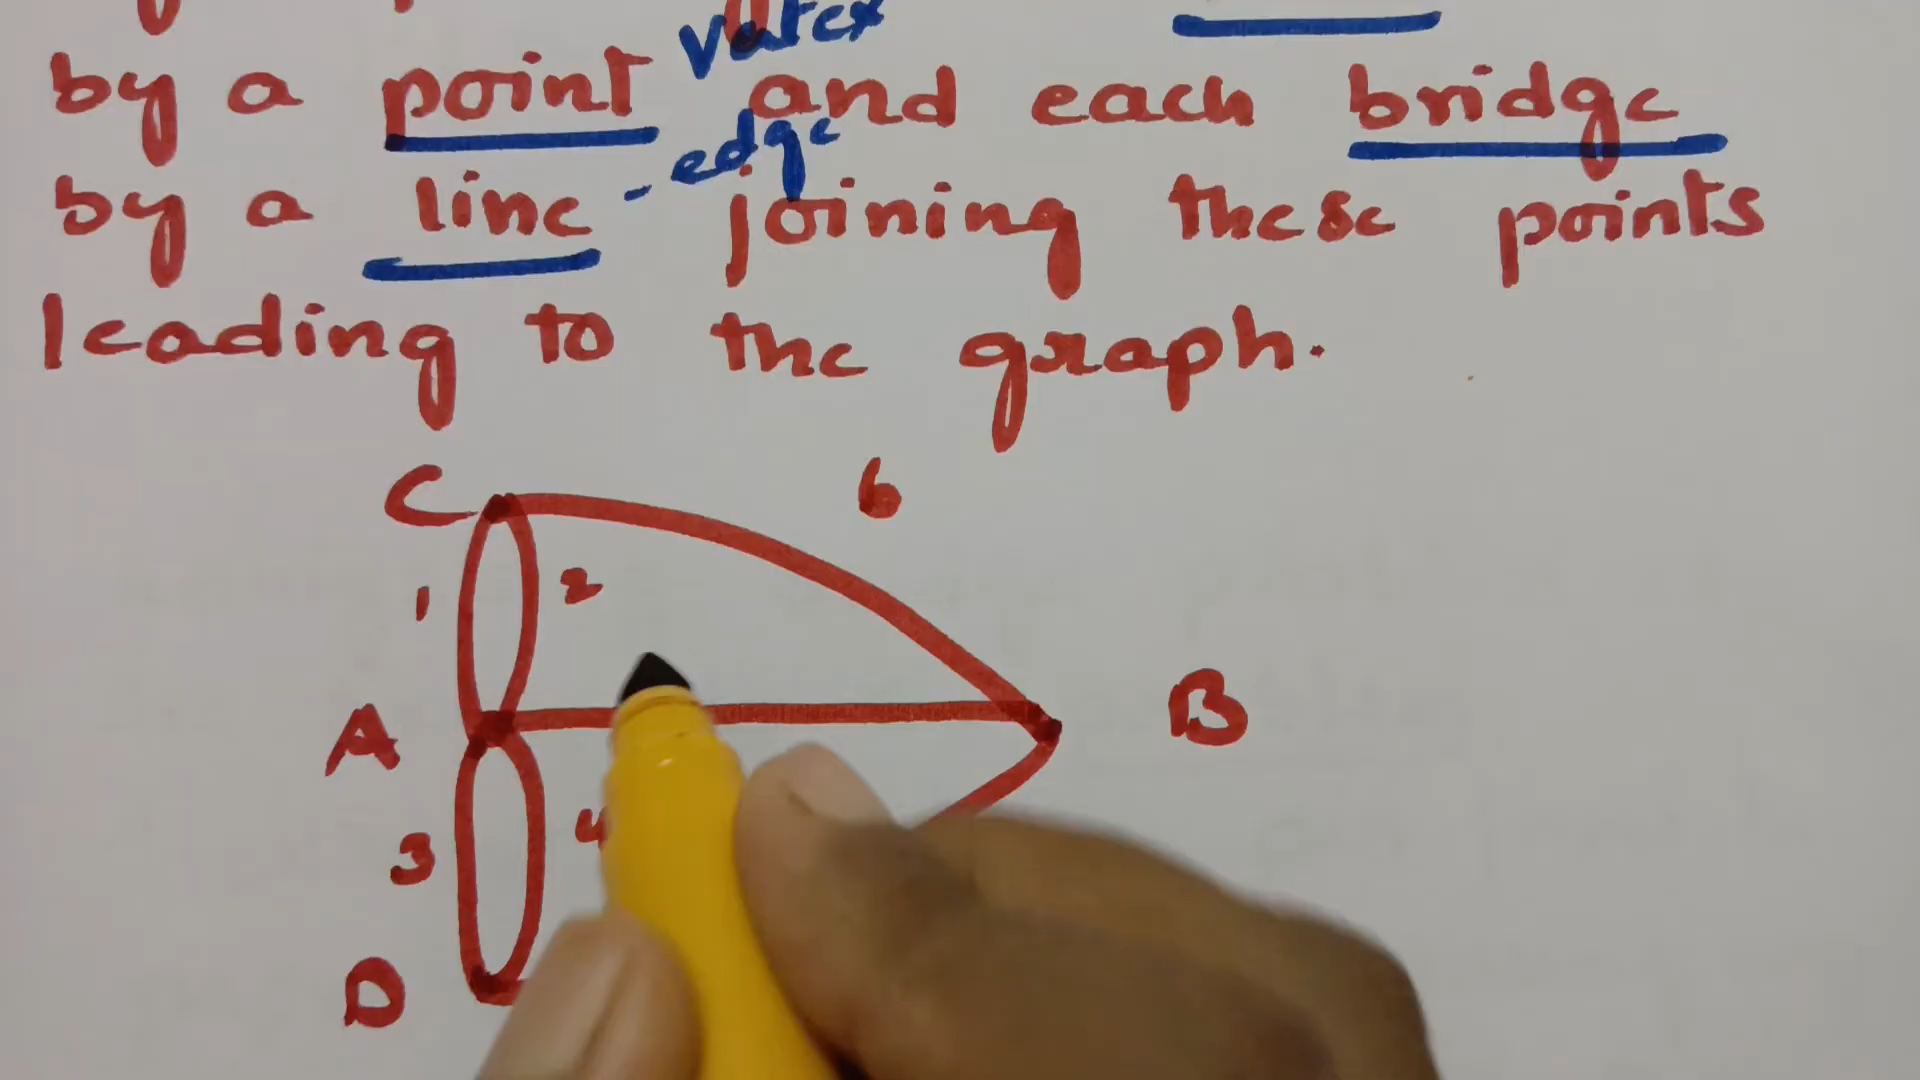 vertex
by a point and each bridge
- edge
by a line joining these points
leading to the graph.
C 6
1 2
A B
3 4
D